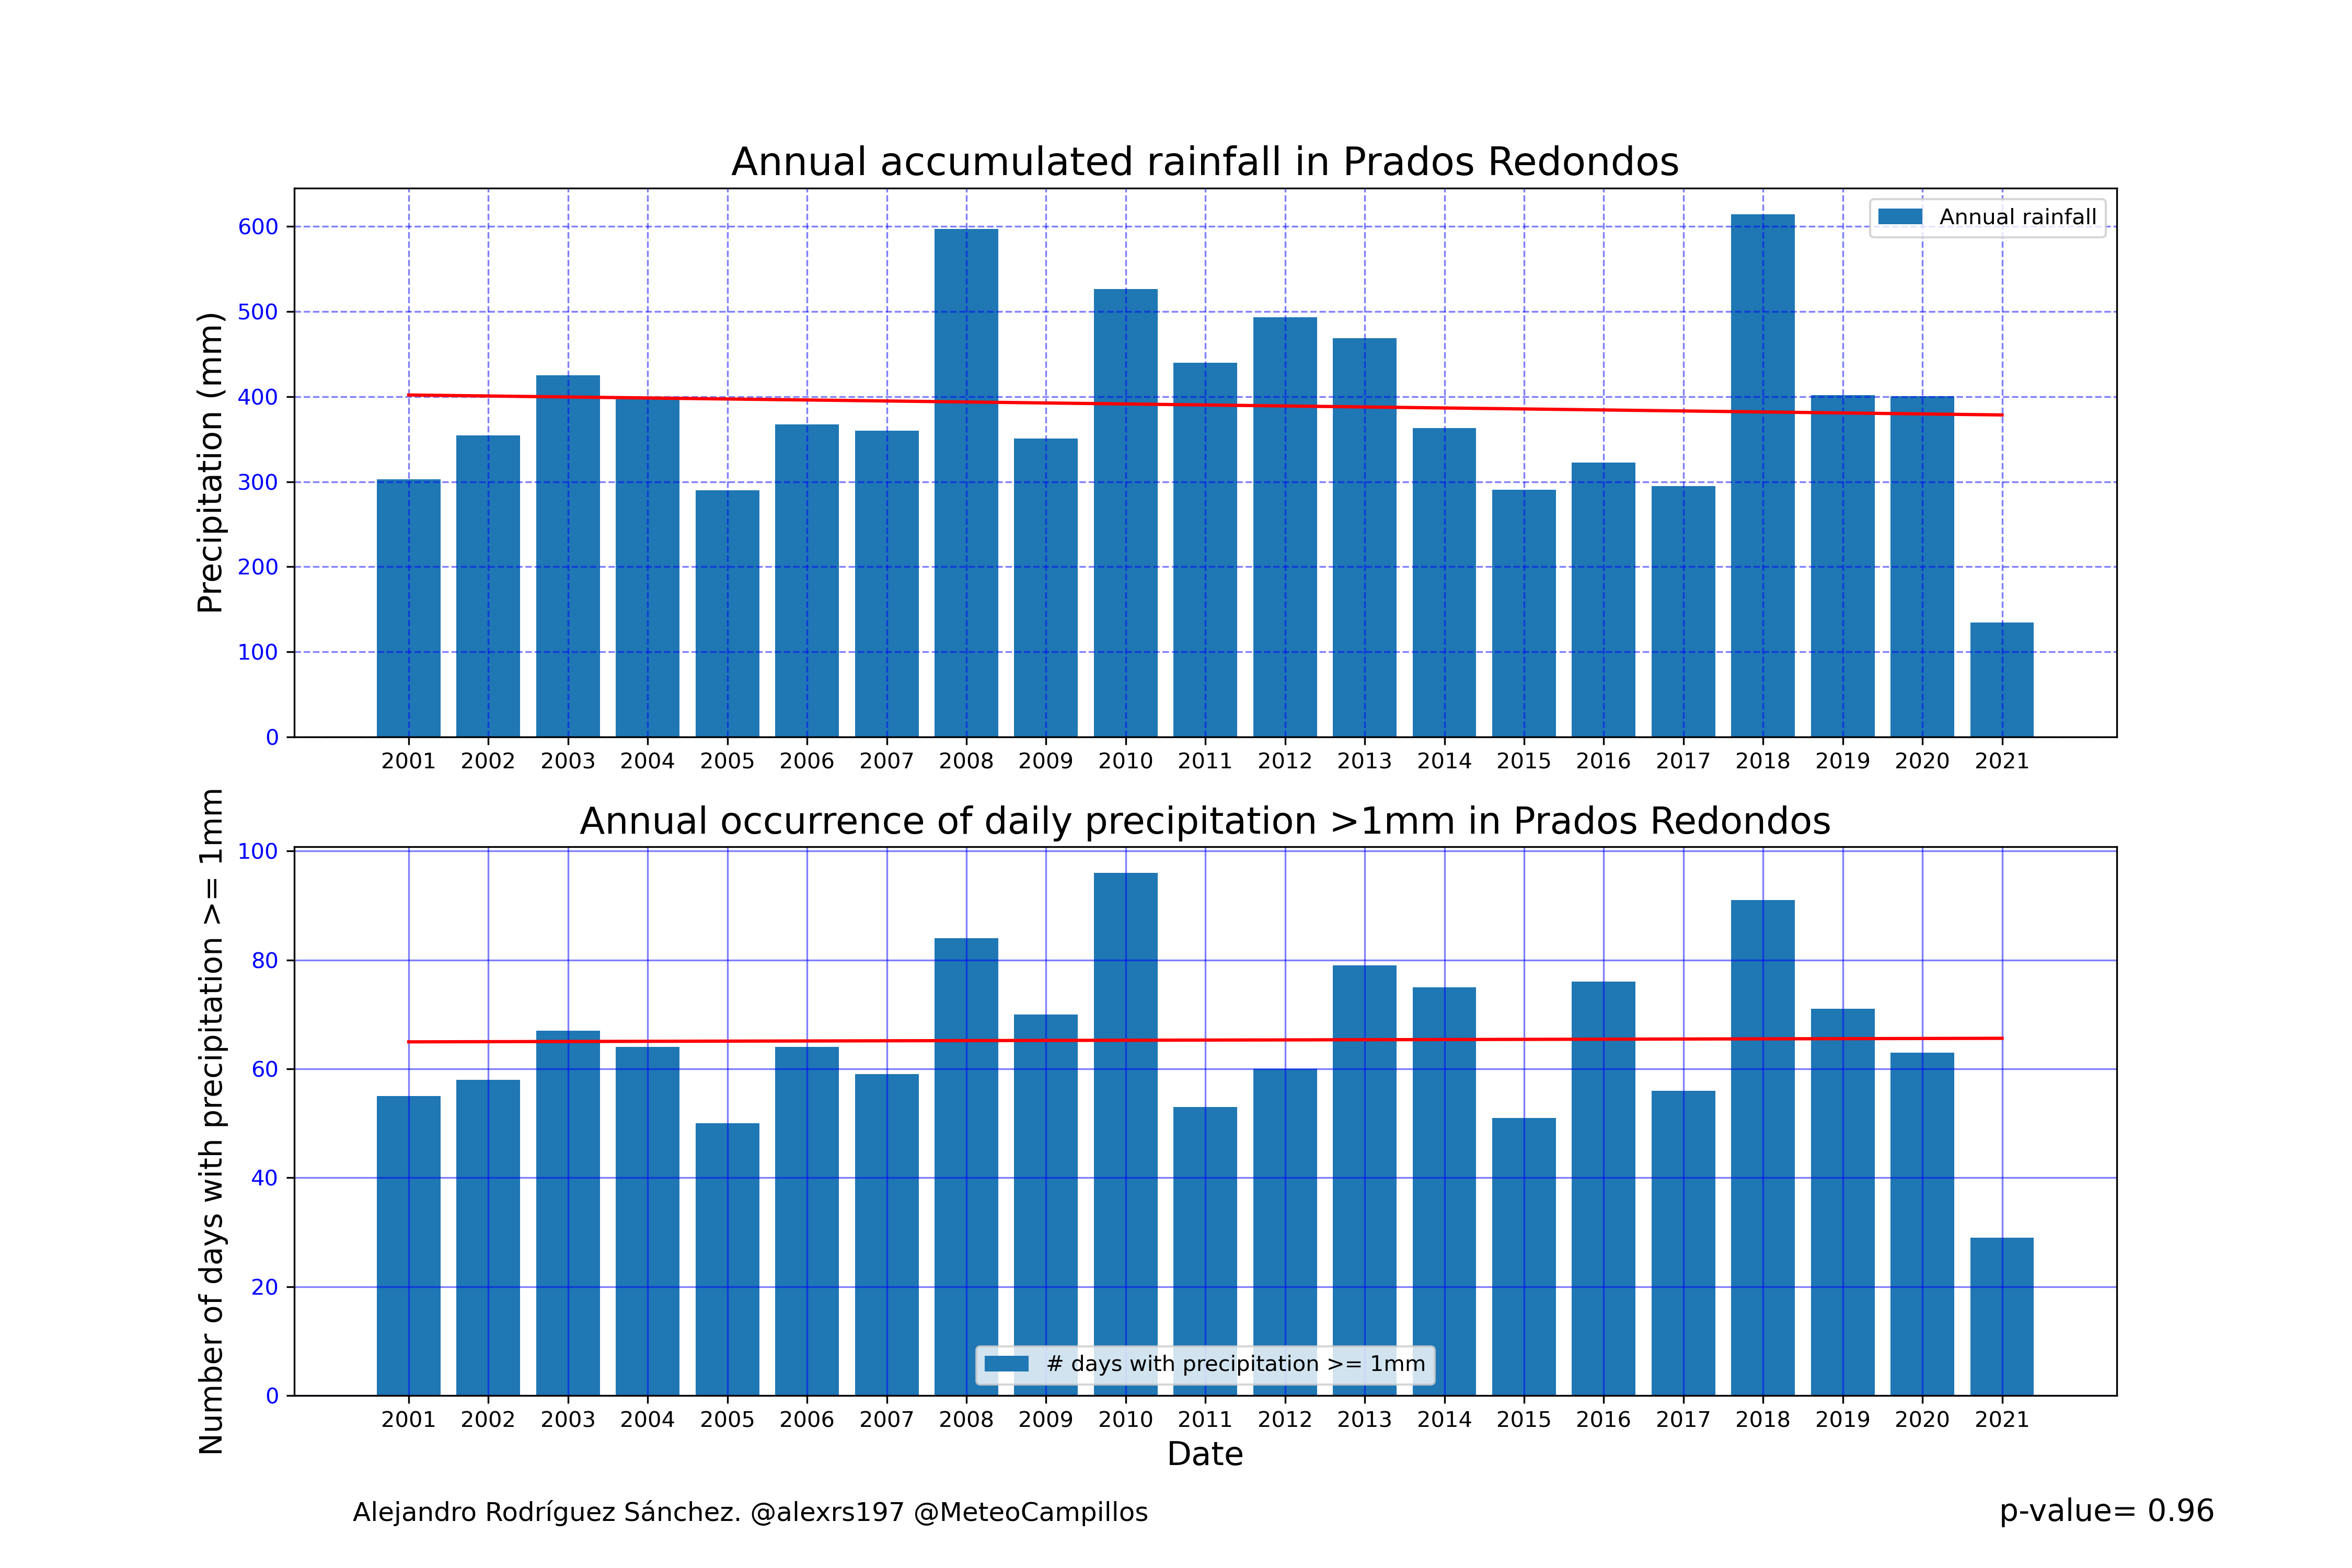 Annual accumulated rainfall in Prados Redondos
Precipitation (mm)
600
500
400
300
200
100
0
Annual rainfall
2001 2002 2003 2004 2005 2006 2007 2008 2009 2010 2011 2012 2013 2014 2015 2016 2017 2018 2019 2020 2021
Annual occurrence of daily precipitation >1mm in Prados Redondos
Number of days with precipitation >= 1mm
100
80
60
40
20
0
# days with precipitation >= 1mm
2001 2002 2003 2004 2005 2006 2007 2008 2009 2010 2011 2012 2013 2014 2015 2016 2017 2018 2019 2020 2021
Date
Alejandro Rodríguez Sánchez. @alexrs197 @MeteoCampillos
p-value= 0.96